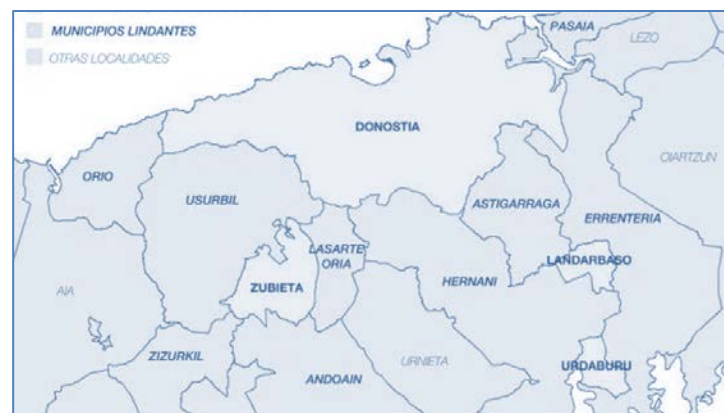 MUNICIPIOS LINDANTES
OTRAS LOCALIDADES
PASAIA
LEZO
DONOSTIA
OIARTZUN
ORIO
USURBIL
ASTIGARRAGA
ERRENTERIA
LASARTE
ORIA
LANDARBASO
ZUBIETA
HERNANI
AIA
ZIZURKIL
URNIETA
URDABURU
ANDOAIN